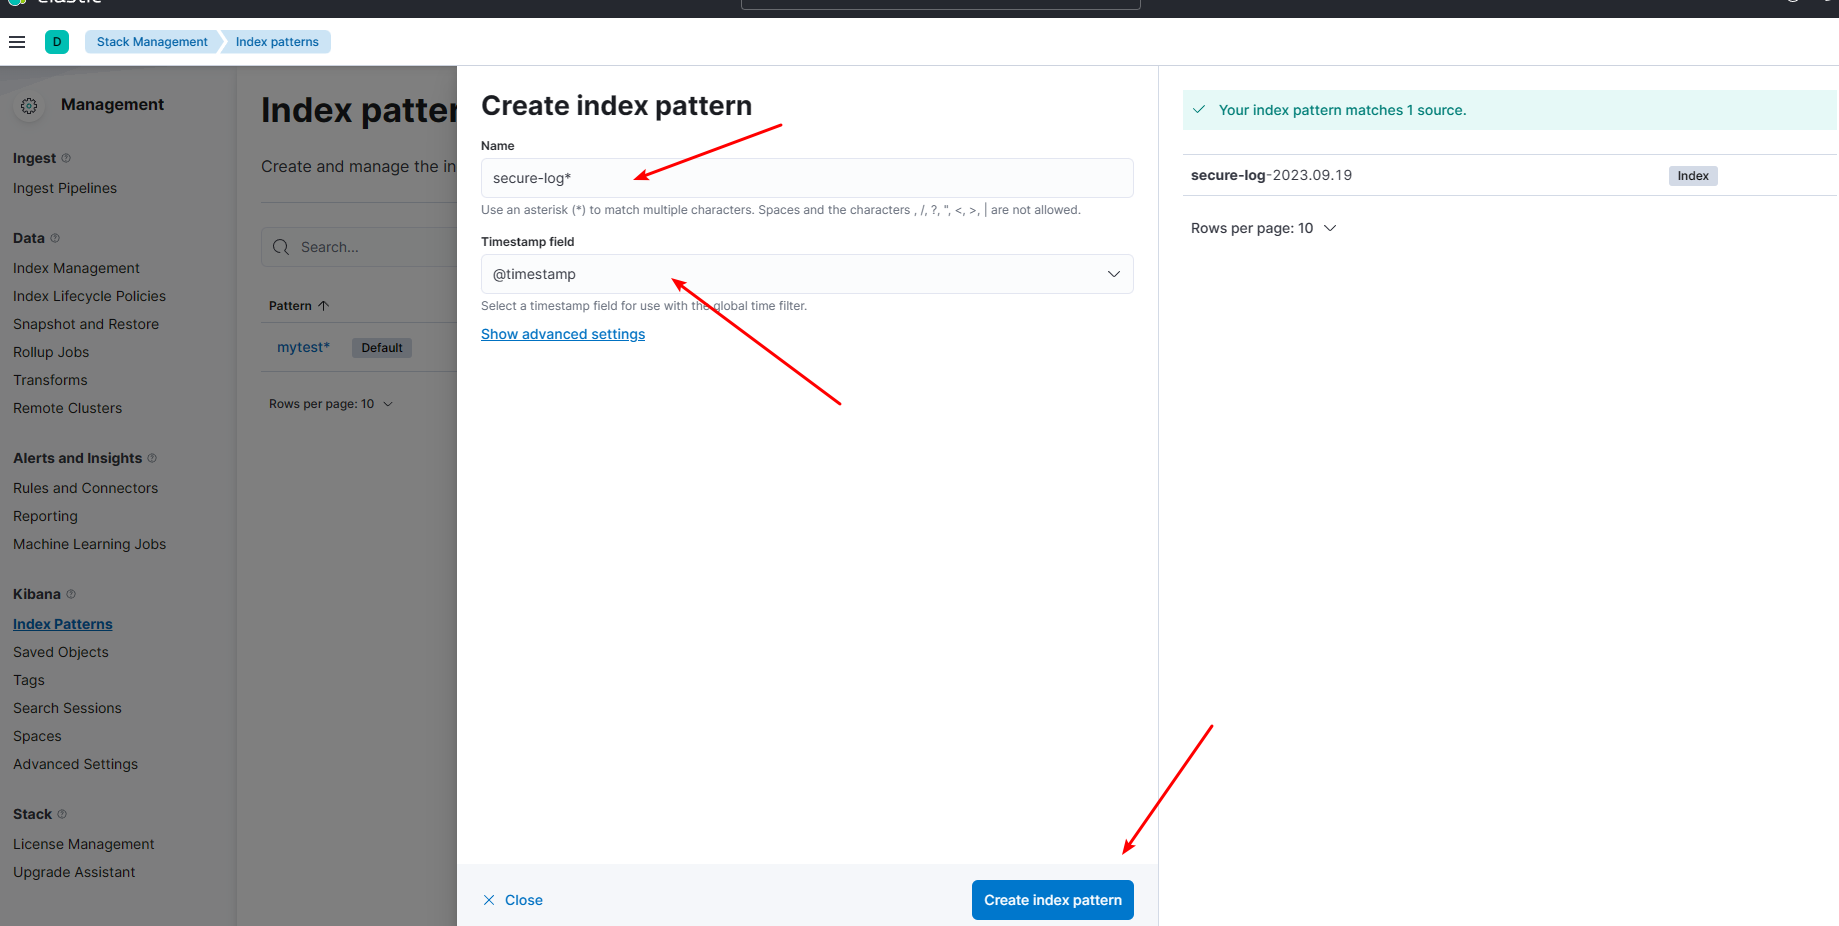 elastic
D
Stack Management
Index patterns
Management
Ingest
Ingest Pipelines
Data
Index Management
Index Lifecycle Policies
Snapshot and Restore
Rollup Jobs
Transforms
Remote Clusters
Alerts and Insights
Rules and Connectors
Reporting
Machine Learning Jobs
Kibana
Index Patterns
Saved Objects
Tags
Search Sessions
Spaces
Advanced Settings
Stack
License Management
Upgrade Assistant
Index patter
Create and manage the in
Search...
Pattern
mytest* Default
Rows per page: 10
Create index pattern
Name
secure-log*
Use an asterisk (*) to match multiple characters. Spaces and the characters , /, ?, ", <, >, | are not allowed.
Timestamp field
@timestamp
Select a timestamp field for use with the global time filter.
Show advanced settings
Close
Create index pattern
Your index pattern matches 1 source.
secure-log-2023.09.19 Index
Rows per page: 10